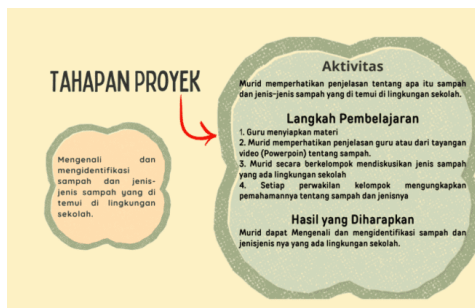 TAHAPAN PROYEK
Mengenali dan
mengidentifikasi
sampah dan jenis-
jenis sampah yang di
temui di lingkungan
sekolah.
Aktivitas
Murid memperhatikan penjelasan tentang apa itu sampah
dan jenis-jenis sampah yang di temui di lingkungan sekolah.
Langkah Pembelajaran
1. Guru menyiapkan materi
2. Murid memperhatikan penjelasan guru atau dari tayangan
video (Powerpoin) tentang sampah.
3. Murid secara berkelompok mendiskusikan jenis sampah
yang ada lingkungan sekolah
4. Setiap perwakilan kelompok mengungkapkan
pemahamannya tentang sampah dan jenisnya
Hasil yang Diharapkan
Murid dapat Mengenali dan mengidentifikasi sampah dan
jenisjenis nya yang ada lingkungan sekolah.